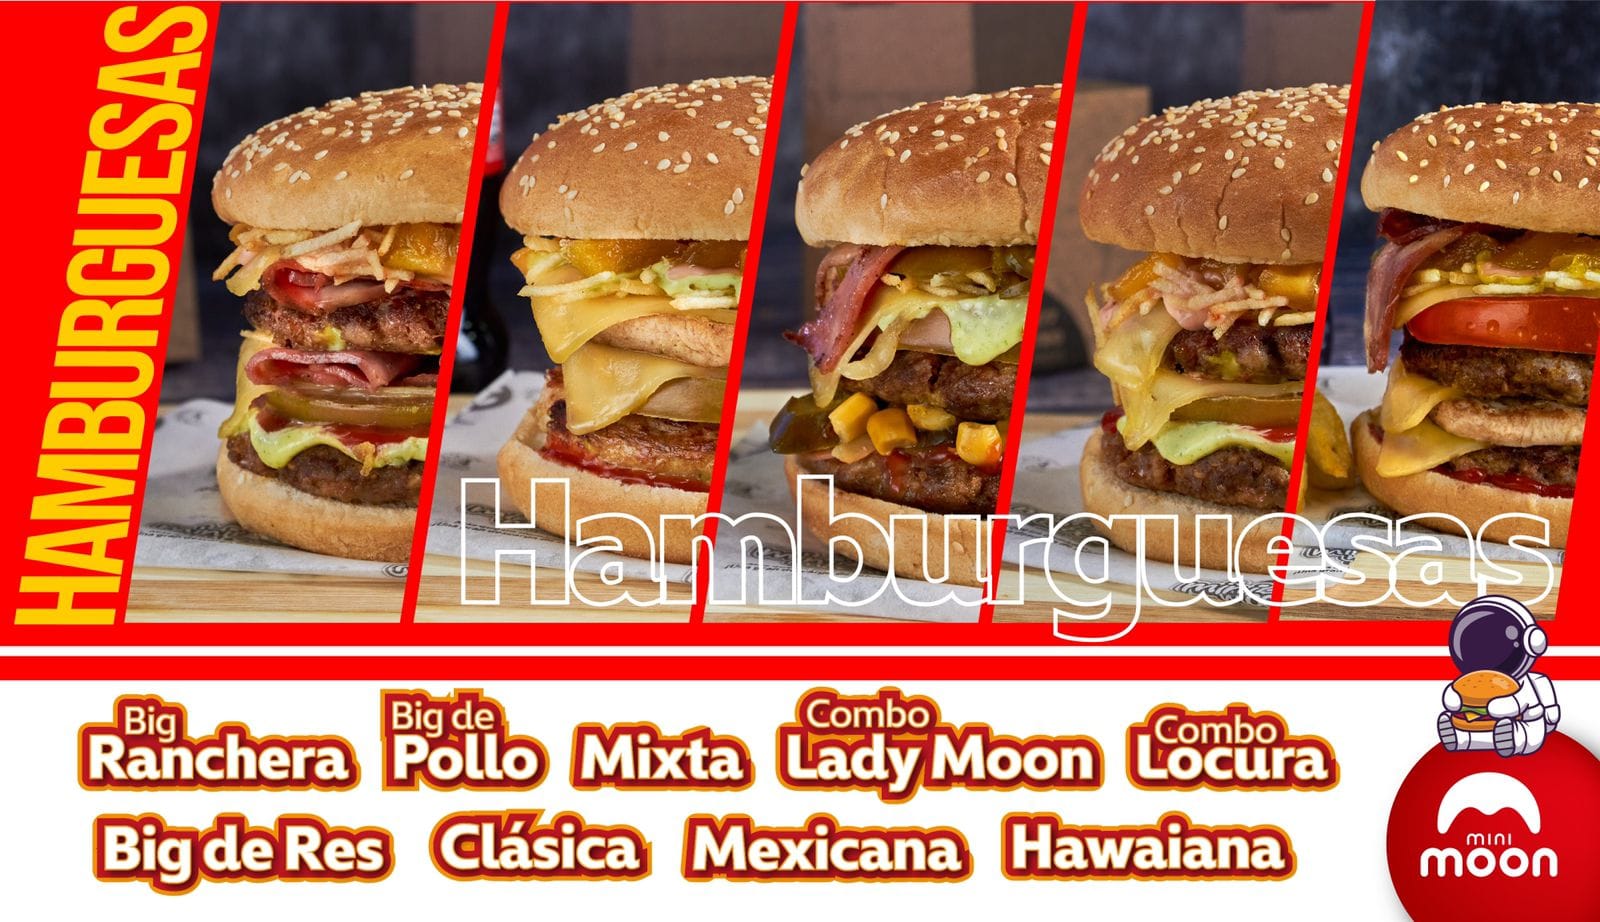 HAMBURGUESAS
Hamburguesas
Big
Ranchera
Big de
Pollo
Mixta
Combo
Lady Moon
Combo
Locura
Big de Res
Clásica
Mexicana
Hawaiana
mini
moon